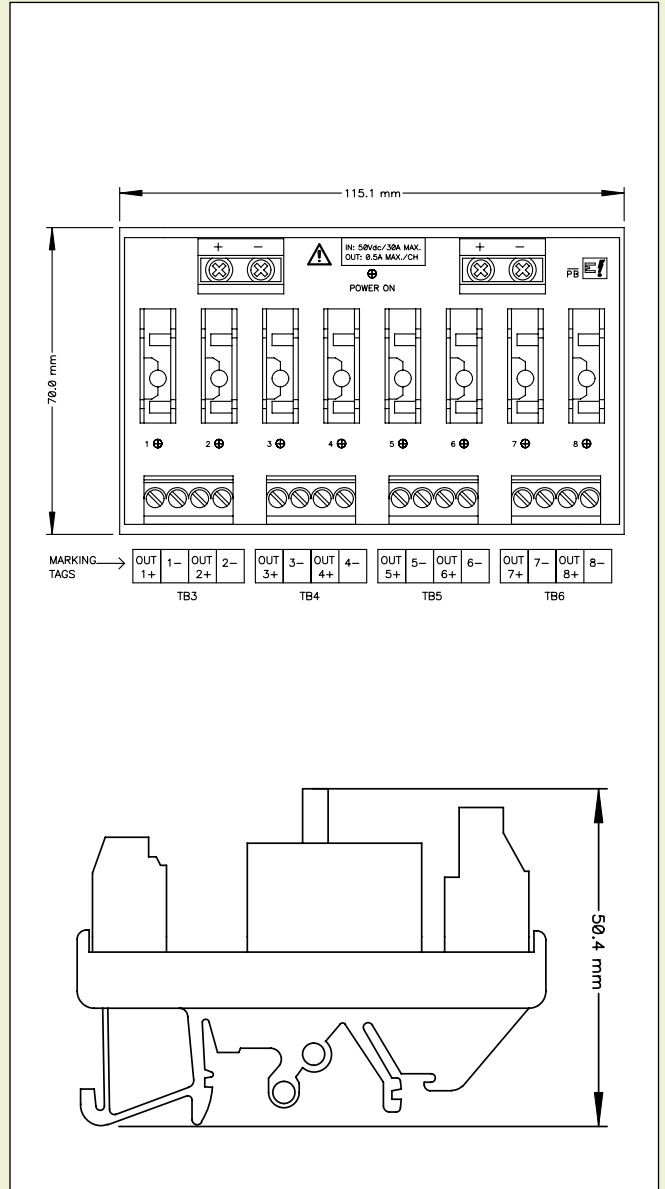 115.1 mm
70.0 mm
+ − + −
IN: 50Vdc/30A MAX.
OUT: 0.5A MAX./CH
POWER ON
PB E!
1 2 3 4 5 6 7 8
MARKING TAGS
OUT 1+ 1− OUT 2+ 2− OUT 3+ 3− OUT 4+ 4− OUT 5+ 5− OUT 6+ 6− OUT 7+ 7− OUT 8+ 8−
TB3 TB4 TB5 TB6
50.4 mm